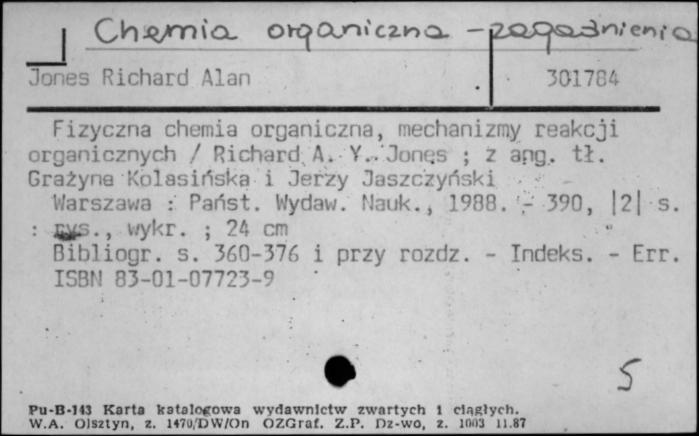 Chemia organiczna - zagadnienia
Jones Richard Alan 301784
Fizyczna chemia organiczna, mechanizmy reakcji
organicznych / Richard A. Y. Jones ; z ang. tł.
Grażyna Kolasińska i Jerzy Jaszczyński
Warszawa : Państ. Wydaw. Nauk., 1988. - 390, |2| s.
: rys., wykr. ; 24 cm
Bibliogr. s. 360-376 i przy rozdz. - Indeks. - Err.
ISBN 83-01-07723-9
5
Pu-B-143 Karta katalogowa wydawnictw zwartych i ciągłych.
W.A. Olsztyn, z. 1470/DW/On OZGraf. Z.P. Dz-wo, z. 1003 11.87